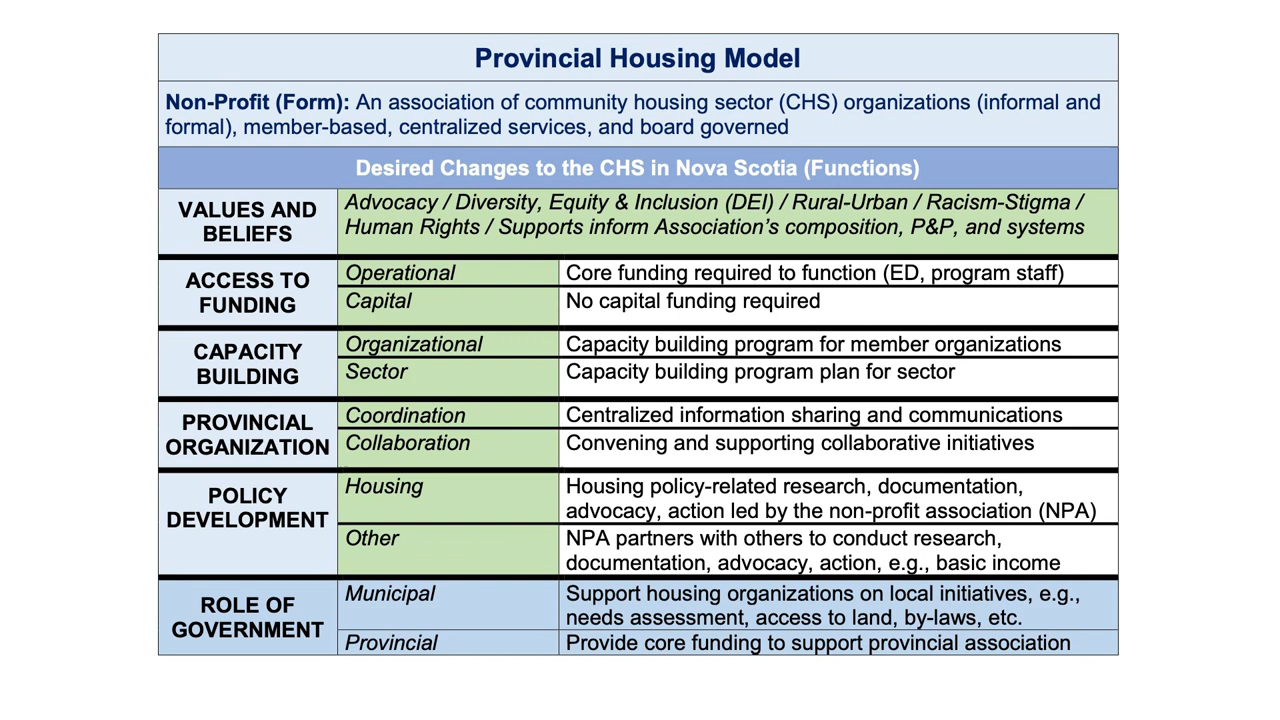 Provincial Housing Model
Non-Profit (Form): An association of community housing sector (CHS) organizations (informal and
formal), member-based, centralized services, and board governed
Desired Changes to the CHS in Nova Scotia (Functions)
VALUES AND
BELIEFS
Advocacy / Diversity, Equity & Inclusion (DEI) / Rural-Urban / Racism-Stigma /
Human Rights / Supports inform Association’s composition, P&P, and systems
ACCESS TO
FUNDING
Operational
Core funding required to function (ED, program staff)
Capital
No capital funding required
CAPACITY
BUILDING
Organizational
Capacity building program for member organizations
Sector
Capacity building program plan for sector
PROVINCIAL
ORGANIZATION
Coordination
Centralized information sharing and communications
Collaboration
Convening and supporting collaborative initiatives
POLICY
DEVELOPMENT
Housing
Housing policy-related research, documentation,
advocacy, action led by the non-profit association (NPA)
Other
NPA partners with others to conduct research,
documentation, advocacy, action, e.g., basic income
ROLE OF
GOVERNMENT
Municipal
Support housing organizations on local initiatives, e.g.,
needs assessment, access to land, by-laws, etc.
Provincial
Provide core funding to support provincial association